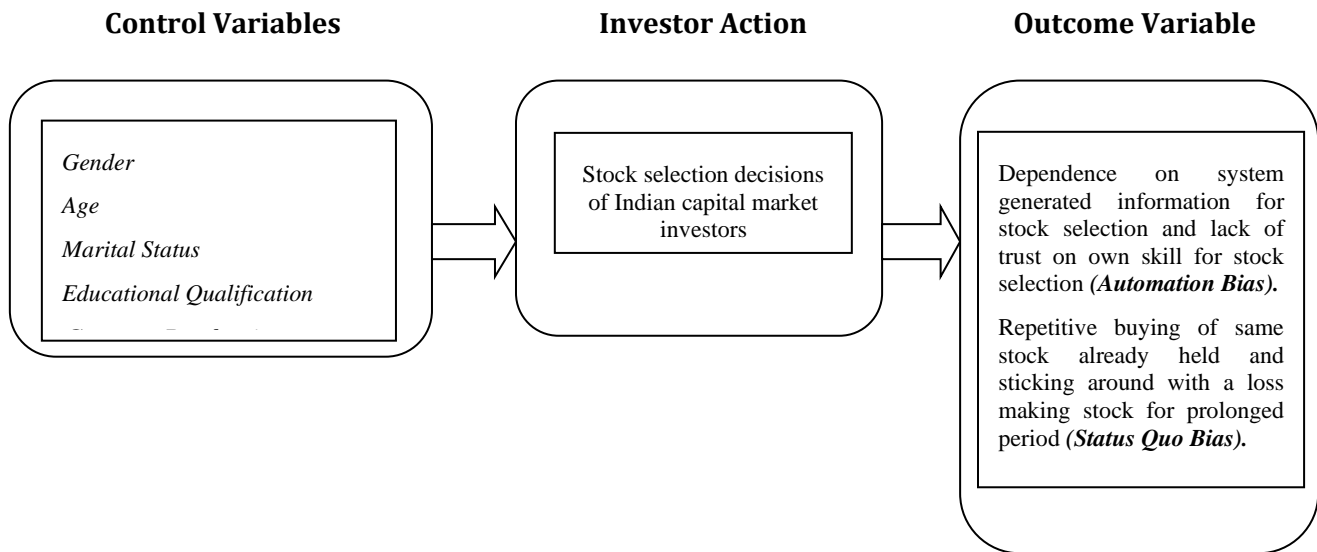 Control Variables
Investor Action
Outcome Variable
Gender
Age
Marital Status
Educational Qualification
Stock selection decisions
of Indian capital market
investors
Dependence on system
generated information for
stock selection and lack of
trust on own skill for stock
selection (Automation Bias).
Repetitive buying of same
stock already held and
sticking around with a loss
making stock for prolonged
period (Status Quo Bias).